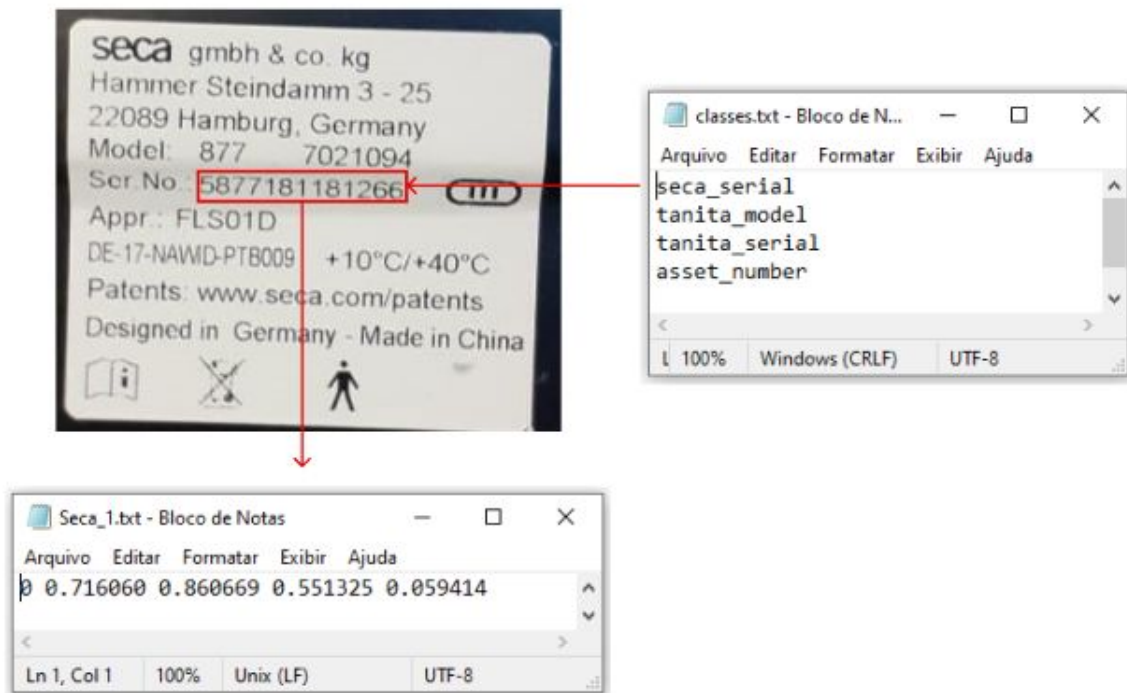 seca gmbh & co. kg
Hammer Steindamm 3 - 25
22089 Hamburg, Germany
Model: 877 7021094
Ser.No.: 5877181181266
Appr.: FLS01D
DE-17-NAWID-PTB009 +10°C/+40°C
Patents: www.seca.com/patents
Designed in Germany - Made in China
classes.txt - Bloco de N...
Arquivo Editar Formatar Exibir Ajuda
seca_serial
tanita_model
tanita_serial
asset_number
100% Windows (CRLF) UTF-8
Seca_1.txt - Bloco de Notas
Arquivo Editar Formatar Exibir Ajuda
0 0.716060 0.860669 0.551325 0.059414
Ln 1, Col 1 100% Unix (LF) UTF-8